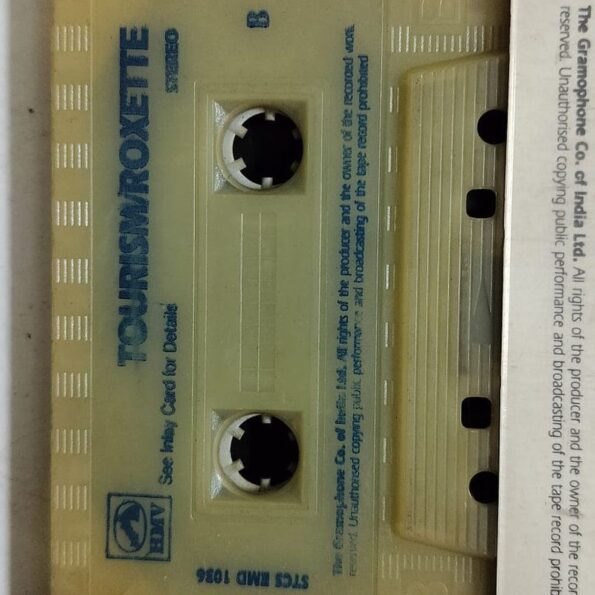 TOURISM/ROXETTE
STEREO
B
See Inlay Card for Details
HMV
STCS EMD 1036
The Gramophone Co. of India Ltd. All rights of the producer and the owner of the recorded work
reserved. Unauthorised copying public performance and broadcasting of the tape record prohibited
The Gramophone Co. of India Ltd. All rights of the producer and the owner of the recor
reserved. Unauthorised copying public performance and broadcasting of the tape record prohib